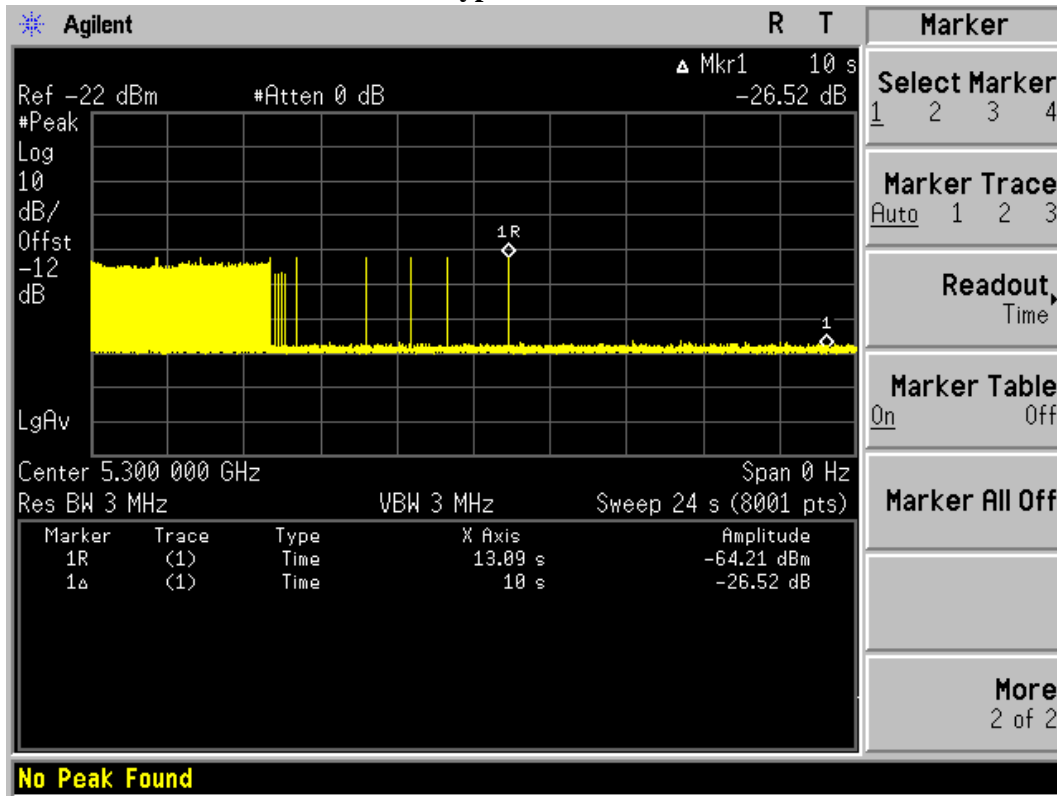 Agilent R T Marker
Δ Mkr1 10 s
Ref -22 dBm #Atten 0 dB -26.52 dB
#Peak
Log
10
dB/
Offst
-12
dB
1R
1
LgAv
Center 5.300 000 GHz Span 0 Hz
Res BW 3 MHz VBW 3 MHz Sweep 24 s (8001 pts)
Marker Trace Type X Axis Amplitude
1R (1) Time 13.09 s -64.21 dBm
1Δ (1) Time 10 s -26.52 dB
No Peak Found
Select Marker
1 2 3 4
Marker Trace
Auto 1 2 3
Readout
Time
Marker Table
On Off
Marker All Off
More
2 of 2